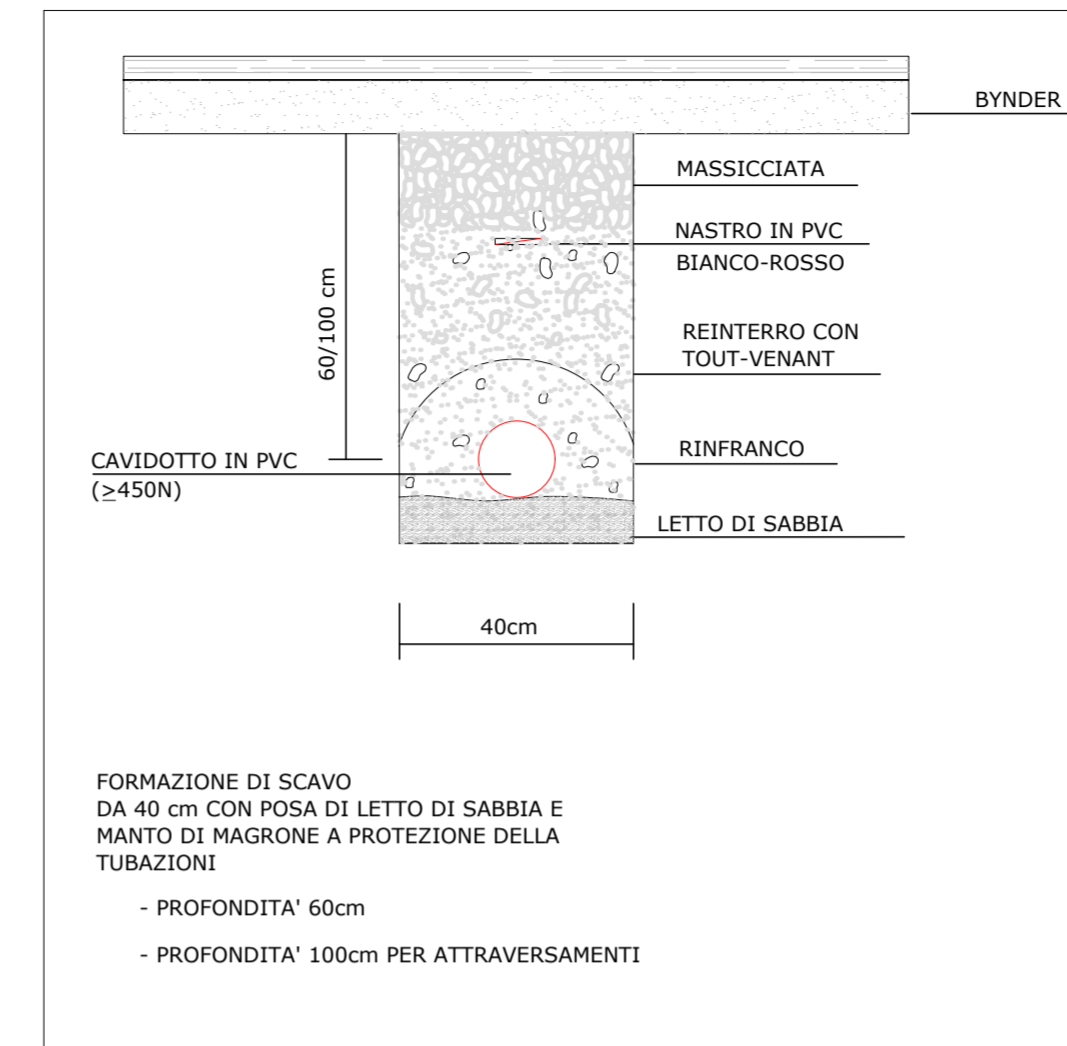 BYNDER
MASSICCIATA
NASTRO IN PVC
BIANCO-ROSSO
60/100 cm
REINTERRO CON
TOUT-VENANT
RINFRANCO
CAVIDOTTO IN PVC
(≥450N)
LETTO DI SABBIA
40cm
FORMAZIONE DI SCAVO
DA 40 cm CON POSA DI LETTO DI SABBIA E
MANTO DI MAGRONE A PROTEZIONE DELLA
TUBAZIONI
- PROFONDITA' 60cm
- PROFONDITA' 100cm PER ATTRAVERSAMENTI